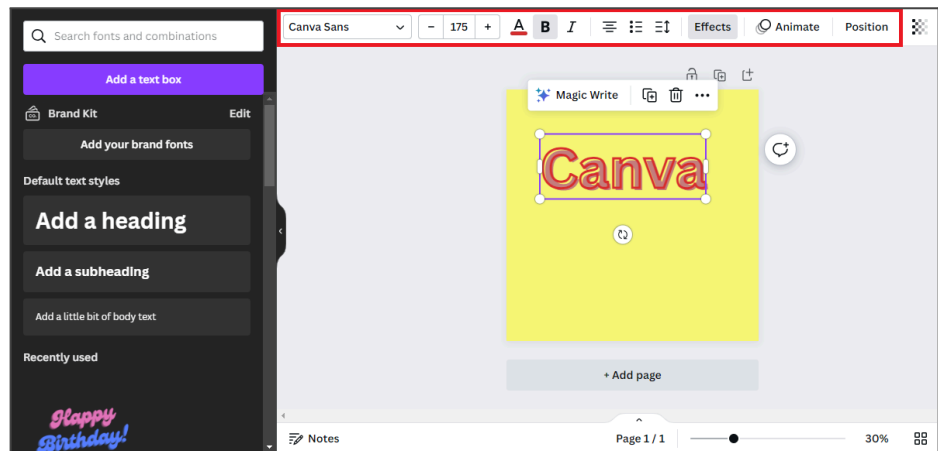 Search fonts and combinations
Add a text box
Brand Kit Edit
Add your brand fonts
Default text styles
Add a heading
Add a subheading
Add a little bit of body text
Recently used
Happy
Birthday!
Canva Sans – 175 + A B I Effects Animate Position
Magic Write
Canva
+ Add page
Notes Page 1 / 1 30%